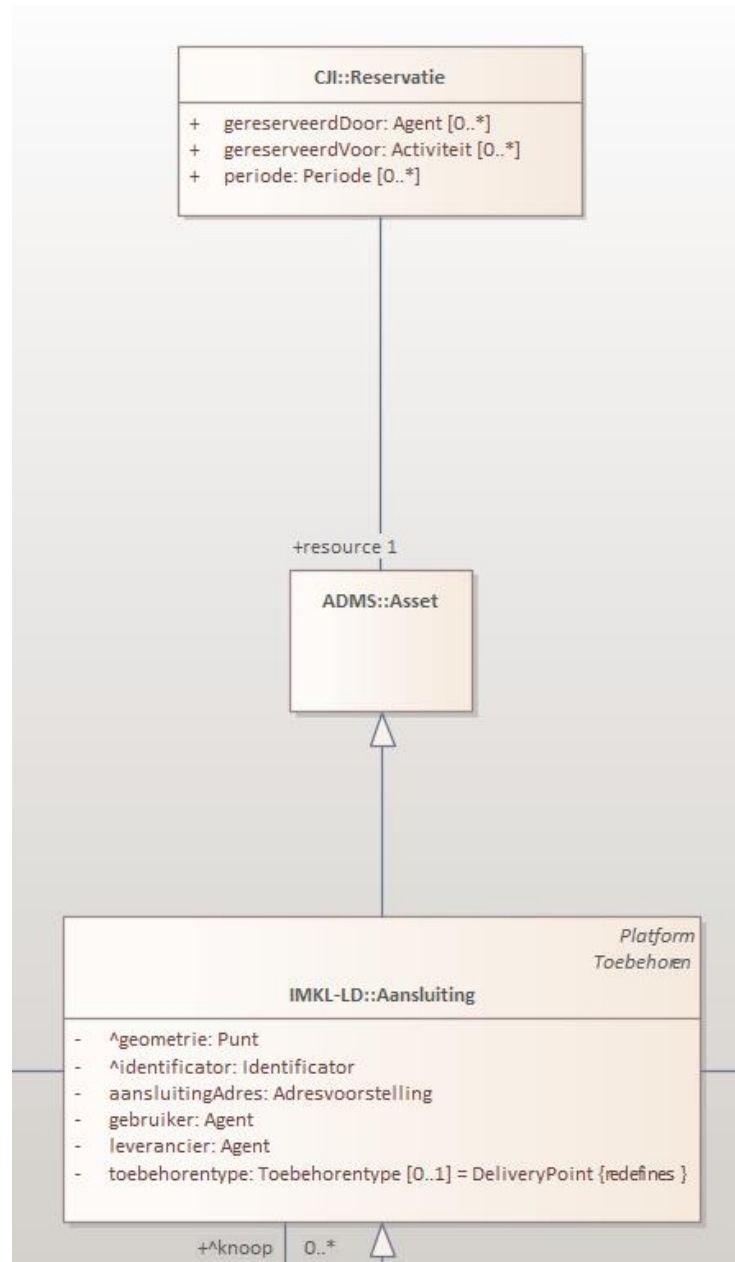 CJI::Reservatie
+ gereserveerdDoor: Agent [0..*]
+ gereserveerdVoor: Activiteit [0..*]
+ periode: Periode [0..*]
+resource 1
ADMS::Asset
Platform
Toebehoren
IMKL-LD::Aansluiting
- ^geometrie: Punt
- ^identificator: Identificator
- aansluitingAdres: Adresvoorstelling
- gebruiker: Agent
- leverancier: Agent
- toebehorentype: Toebehorentype [0..1] = DeliveryPoint {redefines }
+^knoop 0..*